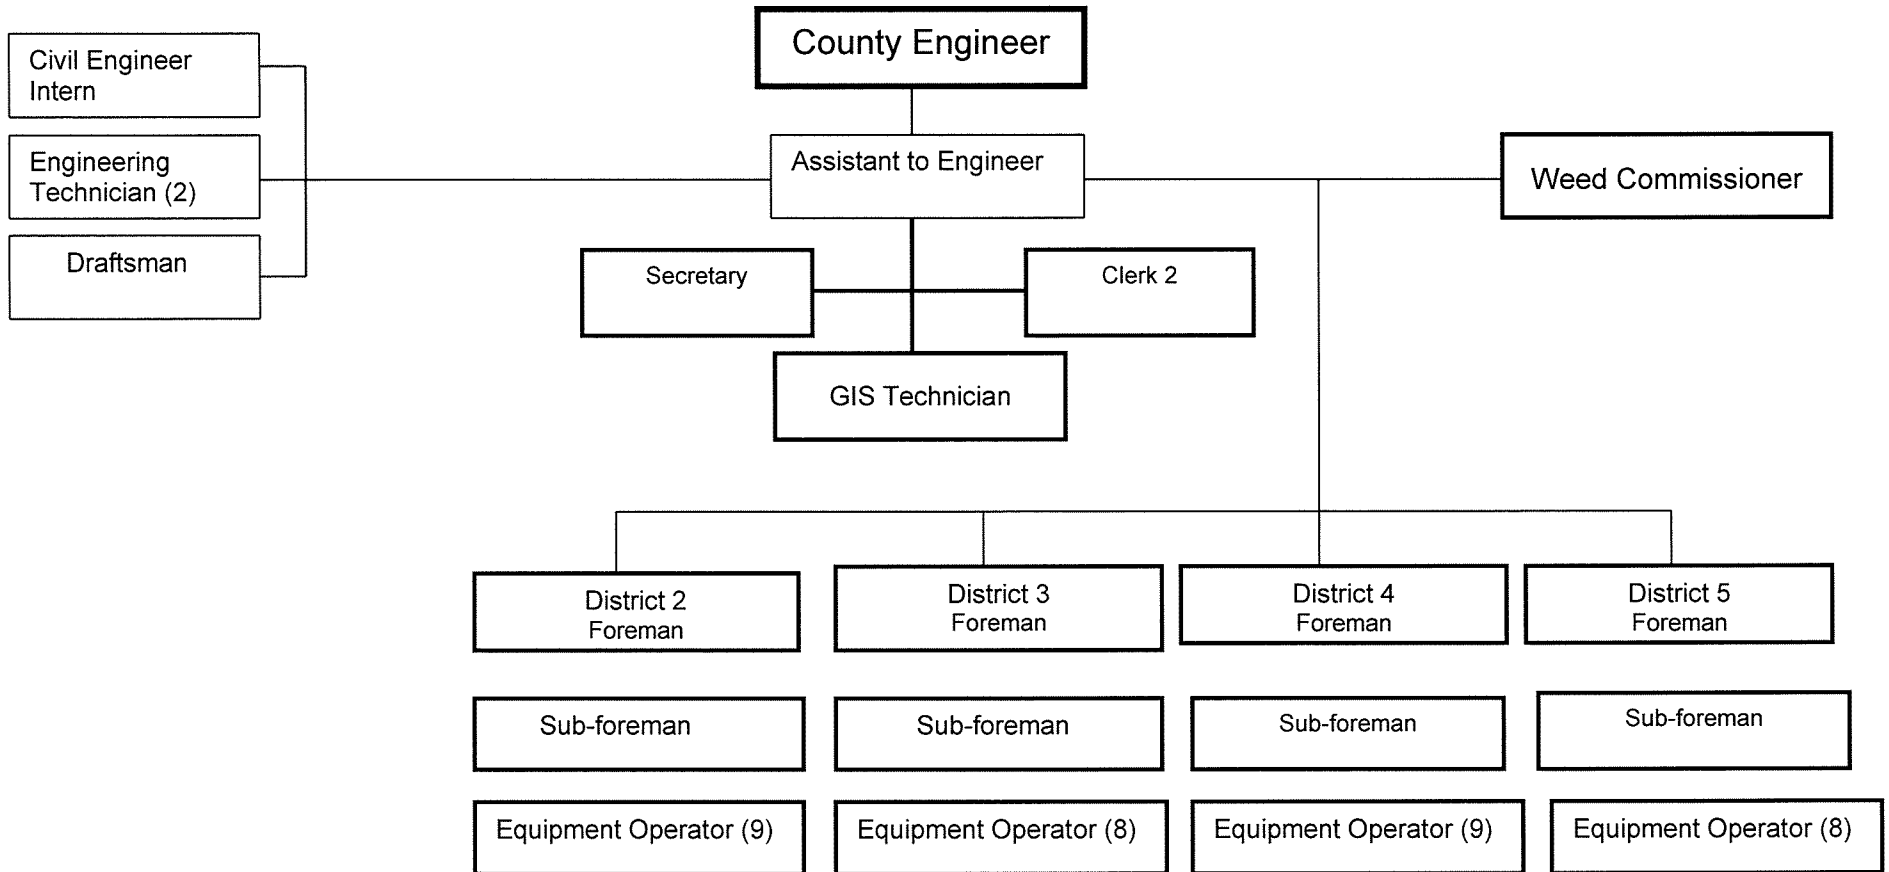 County Engineer
Civil Engineer
Intern
Engineering
Technician (2)
Draftsman
Assistant to Engineer
Weed Commissioner
Secretary
Clerk 2
GIS Technician
District 2
Foreman
District 3
Foreman
District 4
Foreman
District 5
Foreman
Sub-foreman
Sub-foreman
Sub-foreman
Sub-foreman
Equipment Operator (9)
Equipment Operator (8)
Equipment Operator (9)
Equipment Operator (8)